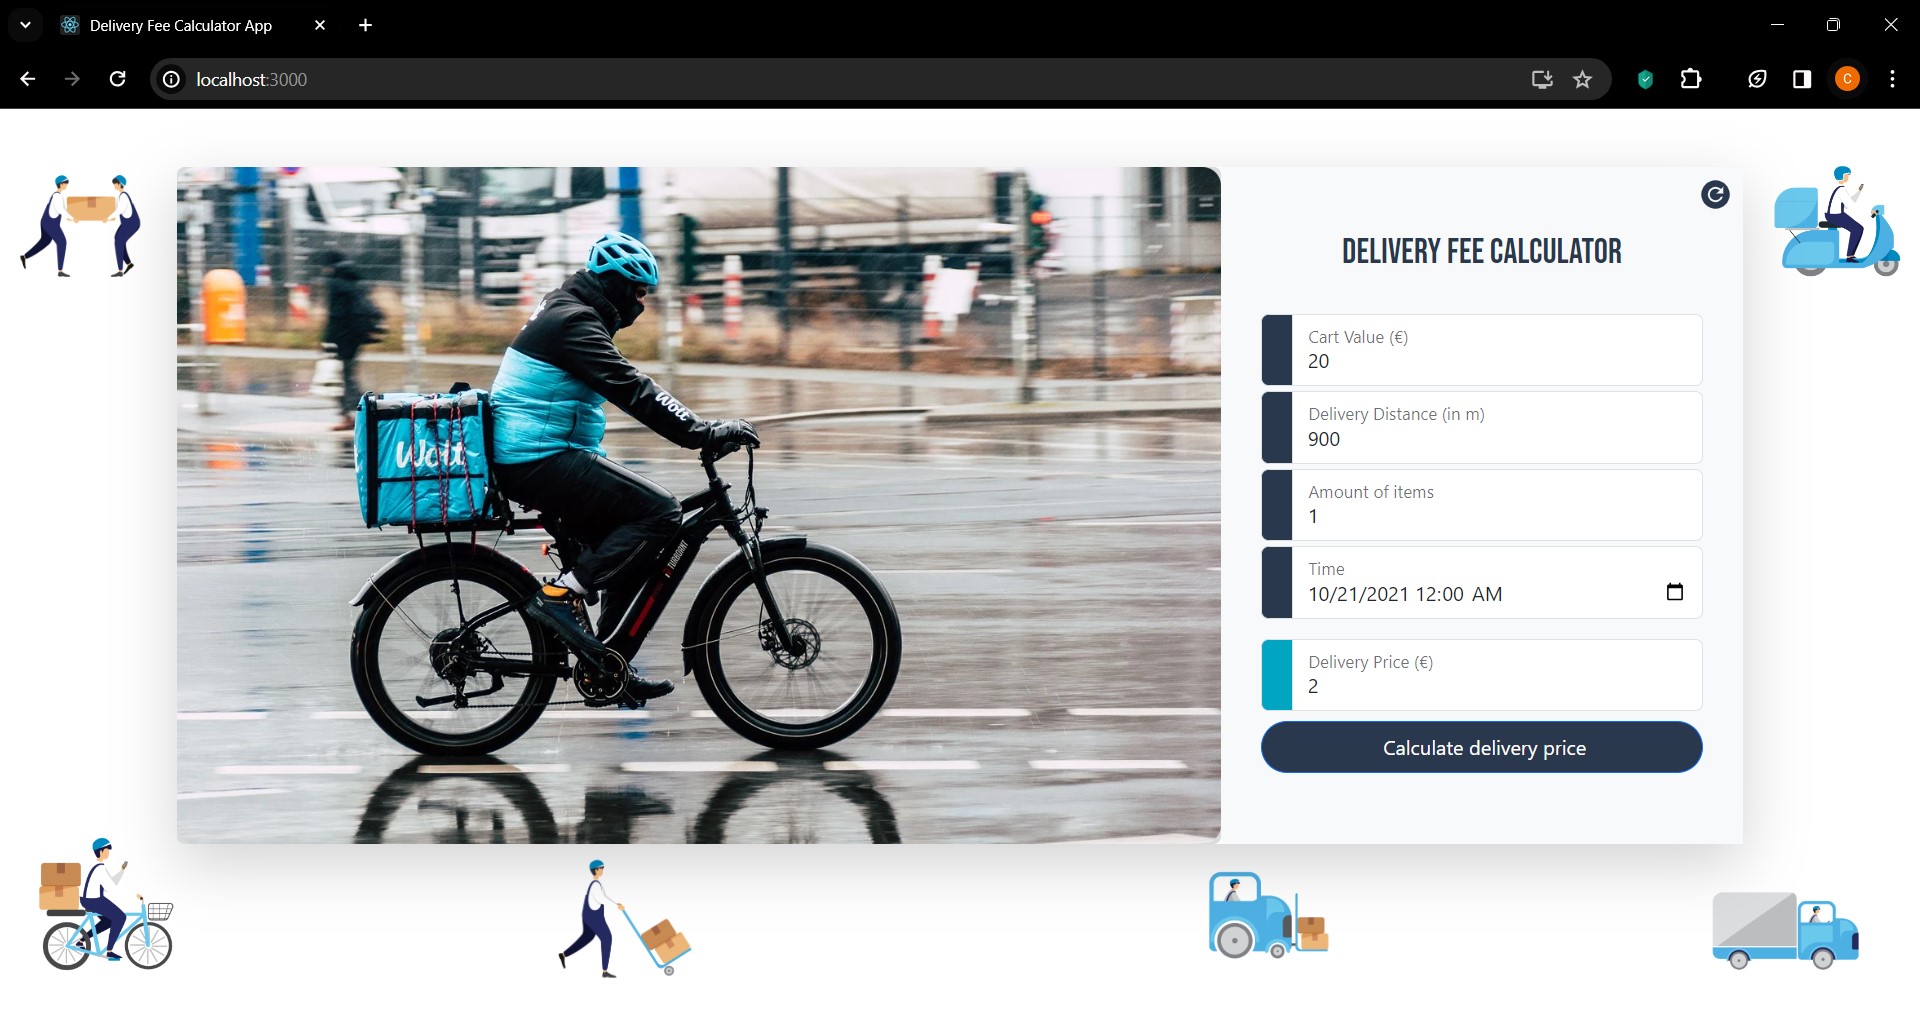 Delivery Fee Calculator App
localhost:3000
C
DELIVERY FEE CALCULATOR
Cart Value (€)
20
Delivery Distance (in m)
900
Amount of items
1
Time
10/21/2021 12:00 AM
Delivery Price (€)
2
Calculate delivery price
Wolt
Wolt
TURBOANT